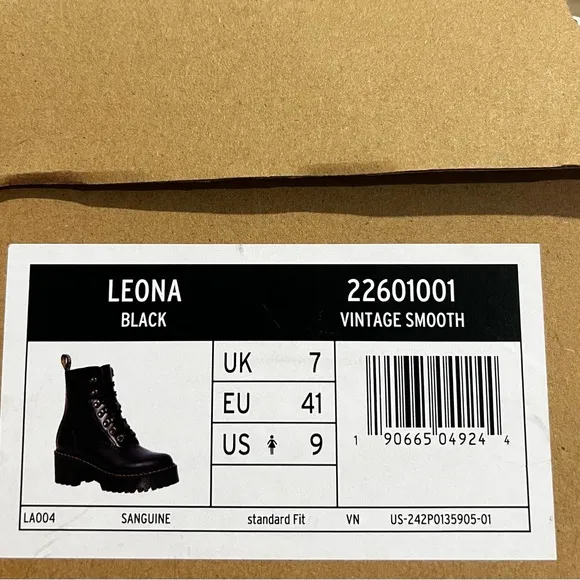 LEONA 22601001
BLACK VINTAGE SMOOTH
UK 7
EU 41
US 9
1 90665 04924 4
LA004 SANGUINE standard Fit VN US-242P0135905-01